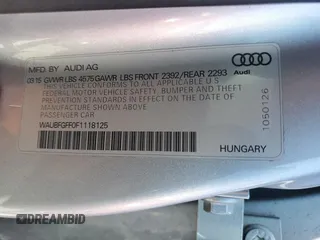 MFD BY AUDI AG
03.15 GVWR LBS 4675 GAWR LBS FRONT 2392/REAR 2293
THIS VEHICLE CONFORMS TO ALL APPLICABLE U.S.
FEDERAL MOTOR VEHICLE SAFETY, BUMPER AND THEFT
PREVENTION STANDARDS IN EFFECT ON THE DATE OF
MANUFACTURE SHOWN ABOVE
PASSENGER CAR
WAU8FGFF0F1118125
Audi
1050126
HUNGARY